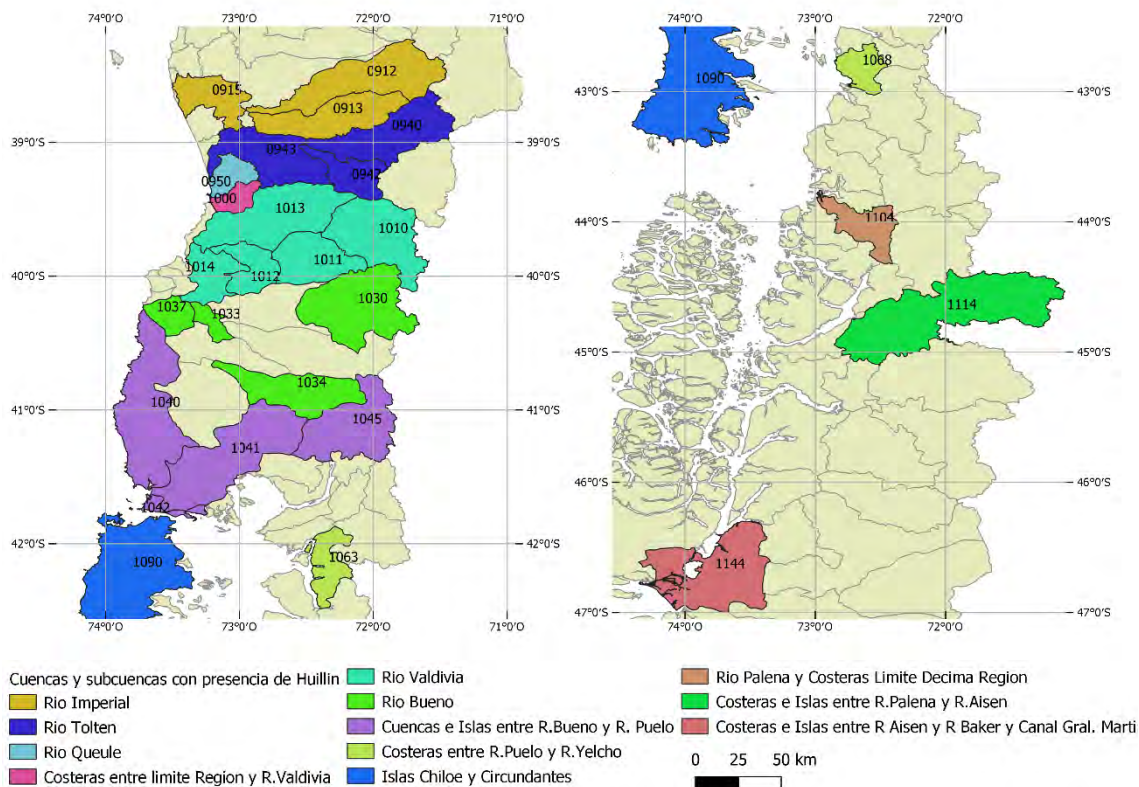 74°0'O 73°0'O 72°0'O 71°0'O
0912
0915
0913
0940
39°0'S 39°0'S
0943
0942
0950
1000
1013
1010
1014
1011
1012
40°0'S 40°0'S
1030
1037
1033
1034
1040
1045
41°0'S 41°0'S
1041
1042
42°0'S 42°0'S
1090
1063
74°0'O 73°0'O 72°0'O 71°0'O
74°0'O 73°0'O 72°0'O
1068
1090
43°0'S 43°0'S
44°0'S 44°0'S
1104
1114
45°0'S 45°0'S
46°0'S 46°0'S
1144
47°0'S 47°0'S
74°0'O 73°0'O 72°0'O
Cuencas y subcuencas con presencia de Huillin
Rio Imperial
Rio Tolten
Rio Queule
Costeras entre limite Region y R.Valdivia
Rio Valdivia
Rio Bueno
Cuencas e Islas entre R.Bueno y R. Puelo
Costeras entre R.Puelo y R.Yelcho
Islas Chiloe y Circundantes
Rio Palena y Costeras Limite Decima Region
Costeras e Islas entre R.Palena y R.Aisen
Costeras e Islas entre R Aisen y R Baker y Canal Gral. Marti
0 25 50 km